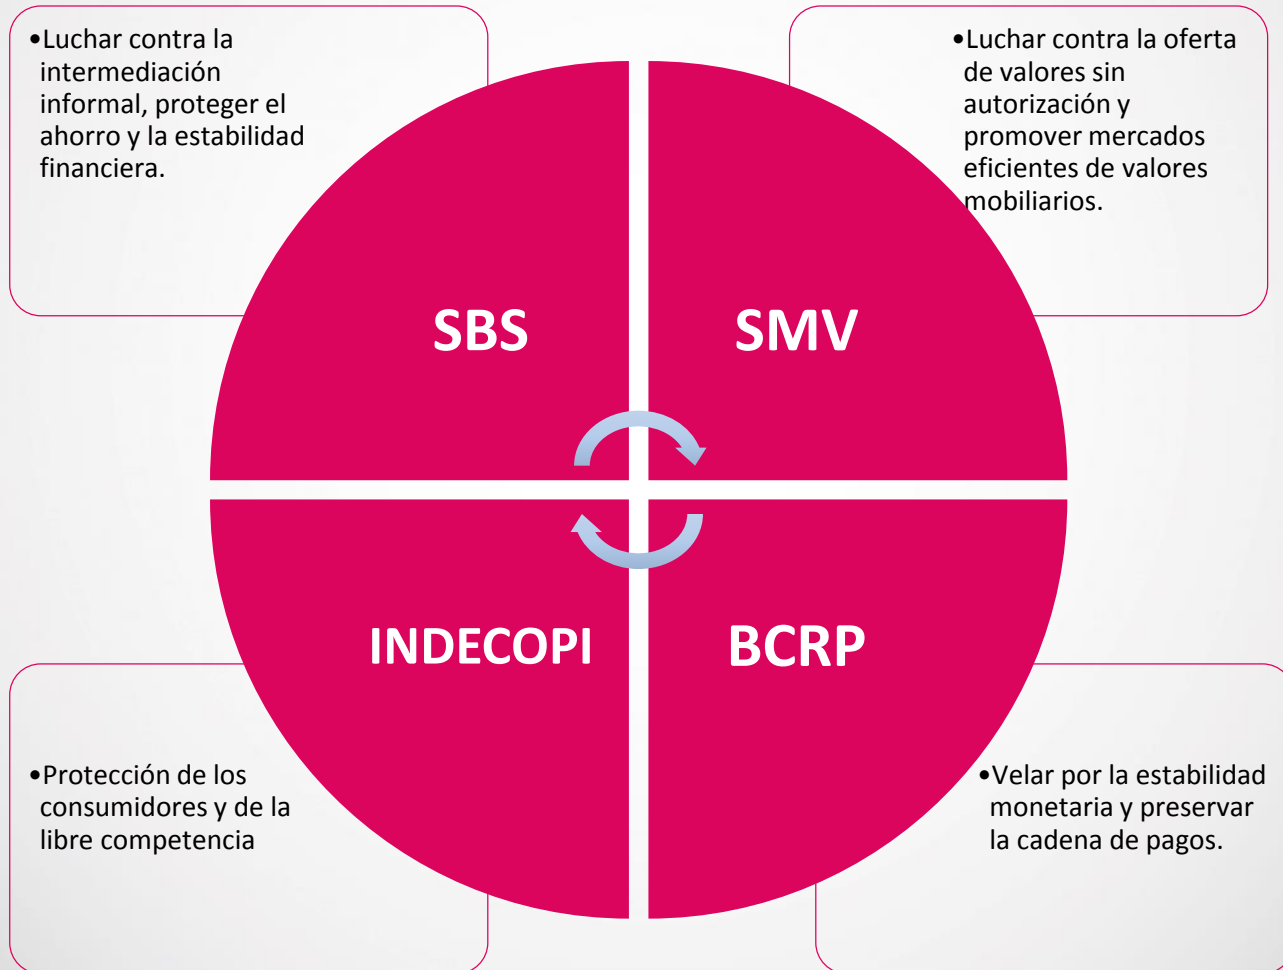 •Luchar contra la
intermediación
informal, proteger el
ahorro y la estabilidad
financiera.
•Luchar contra la oferta
de valores sin
autorización y
promover mercados
eficientes de valores
mobiliarios.
SBS
SMV
INDECOPI
BCRP
•Protección de los
consumidores y de la
libre competencia
•Velar por la estabilidad
monetaria y preservar
la cadena de pagos.